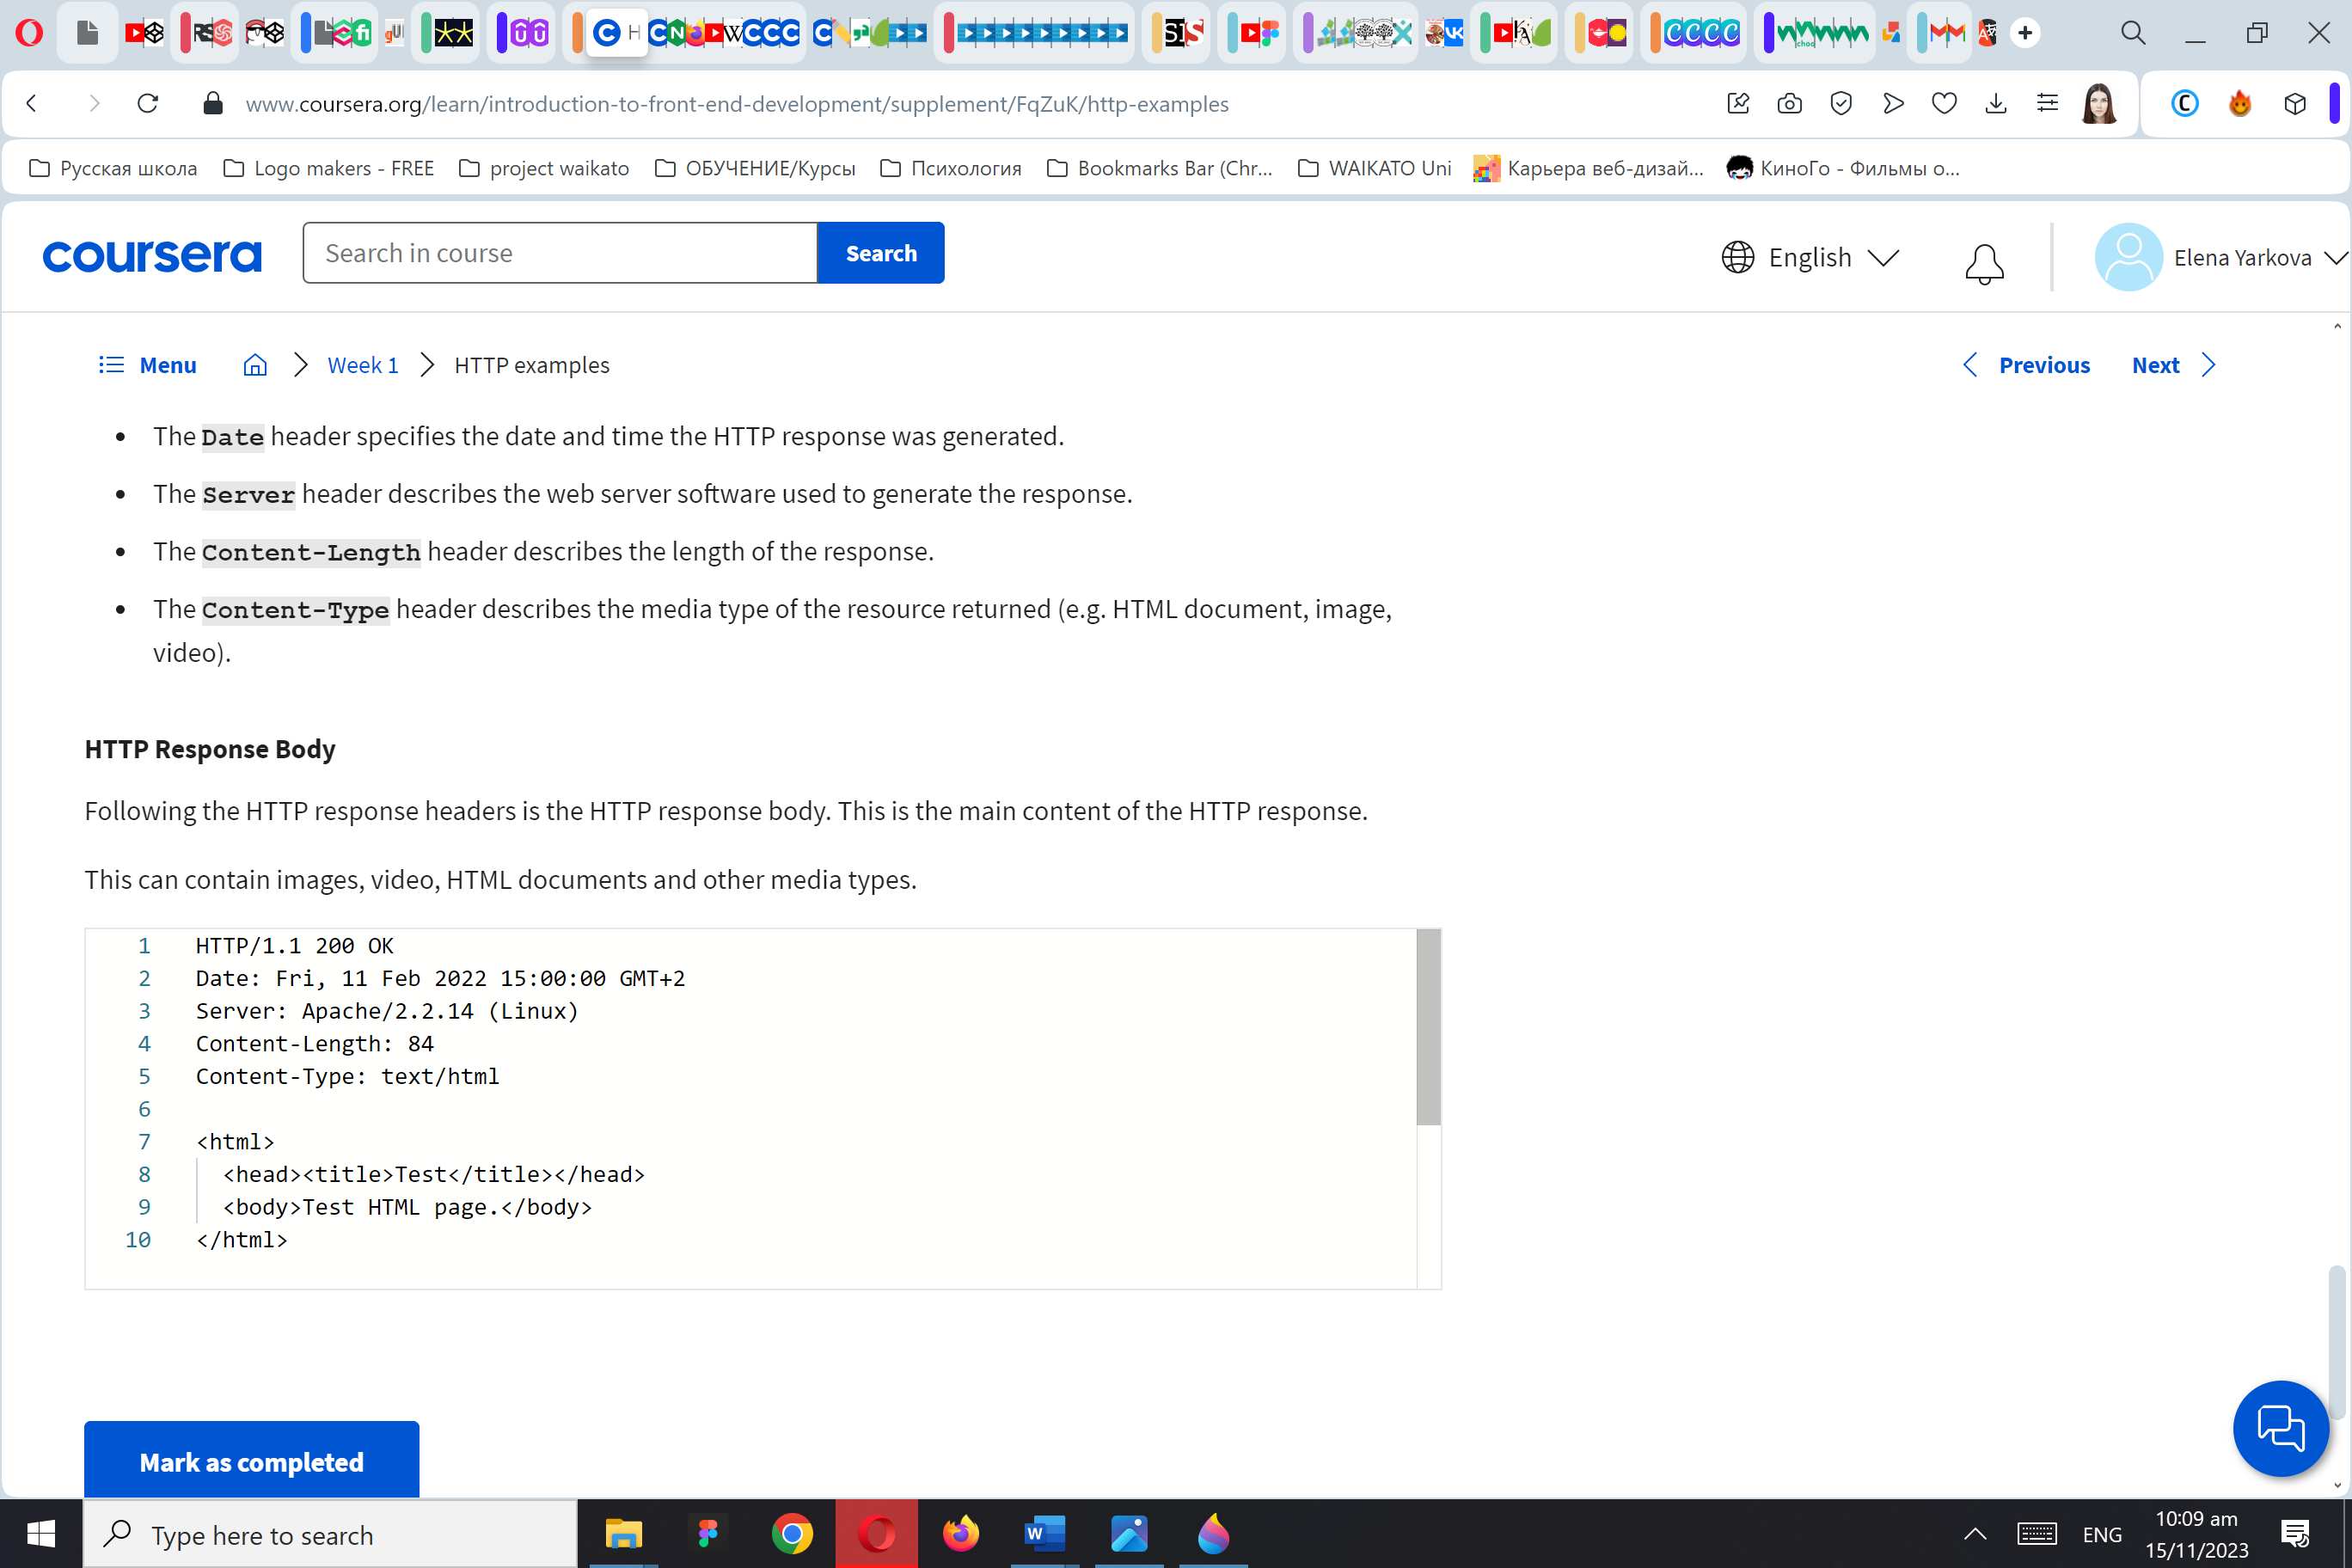 www.coursera.org/learn/introduction-to-front-end-development/supplement/FqZuK/http-examples
Русская школа Logo makers - FREE project waikato ОБУЧЕНИЕ/Курсы Психология Bookmarks Bar (Chr... WAIKATO Uni Карьера веб-дизай... КиноГо - Фильмы о...
coursera Search in course Search English Elena Yarkova
Menu Week 1 HTTP examples Previous Next
• The Date header specifies the date and time the HTTP response was generated.
• The Server header describes the web server software used to generate the response.
• The Content-Length header describes the length of the response.
• The Content-Type header describes the media type of the resource returned (e.g. HTML document, image,
video).
HTTP Response Body
Following the HTTP response headers is the HTTP response body. This is the main content of the HTTP response.
This can contain images, video, HTML documents and other media types.
1 HTTP/1.1 200 OK
2 Date: Fri, 11 Feb 2022 15:00:00 GMT+2
3 Server: Apache/2.2.14 (Linux)
4 Content-Length: 84
5 Content-Type: text/html
6
7 <html>
8 <head><title>Test</title></head>
9 <body>Test HTML page.</body>
10 </html>
Mark as completed
Type here to search ENG 10:09 am
15/11/2023